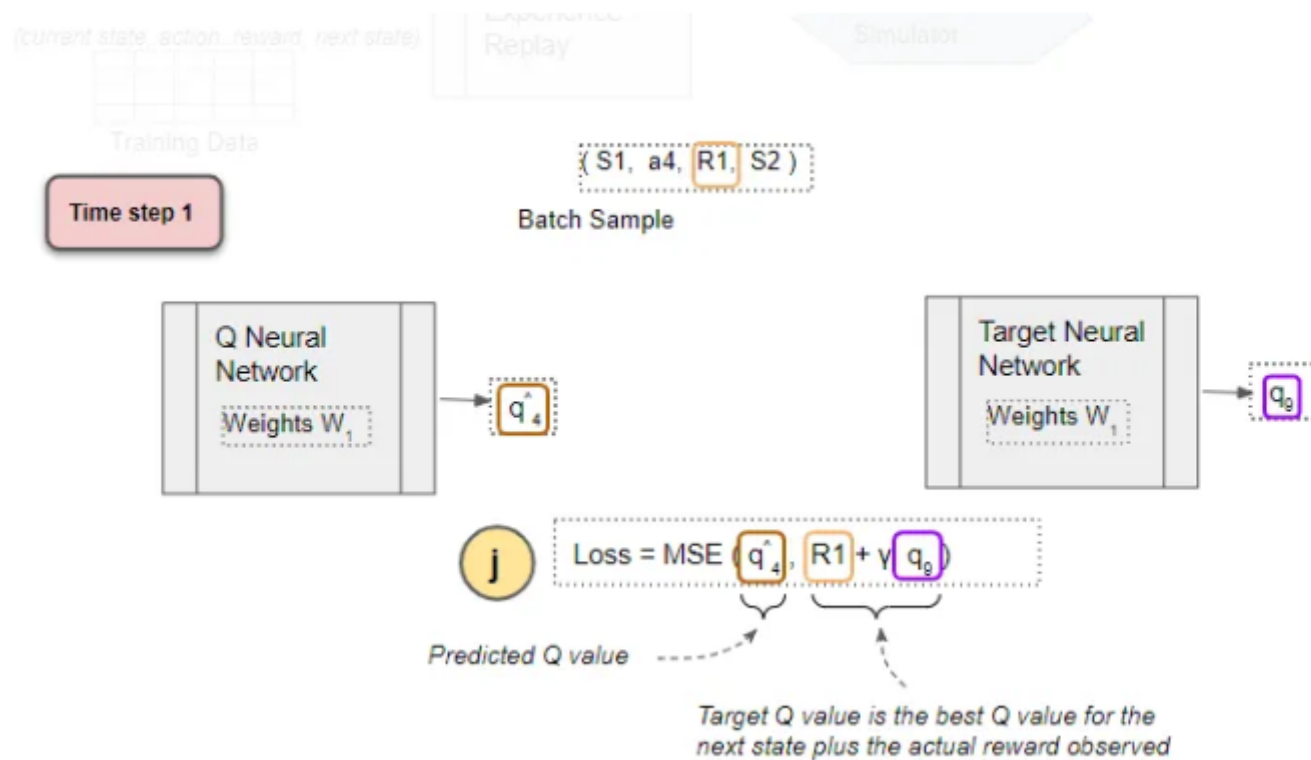 (current state, action, reward, next state)
Experience
Replay
Simulator
Training Data
( S1, a4, R1, S2 )
Batch Sample
Time step 1
Q Neural
Network
Weights W₁
q̂₄
Target Neural
Network
Weights W₁
q₉
j
Loss = MSE ( q̂₄, R1 + γ q₉ )
Predicted Q value
Target Q value is the best Q value for the
next state plus the actual reward observed